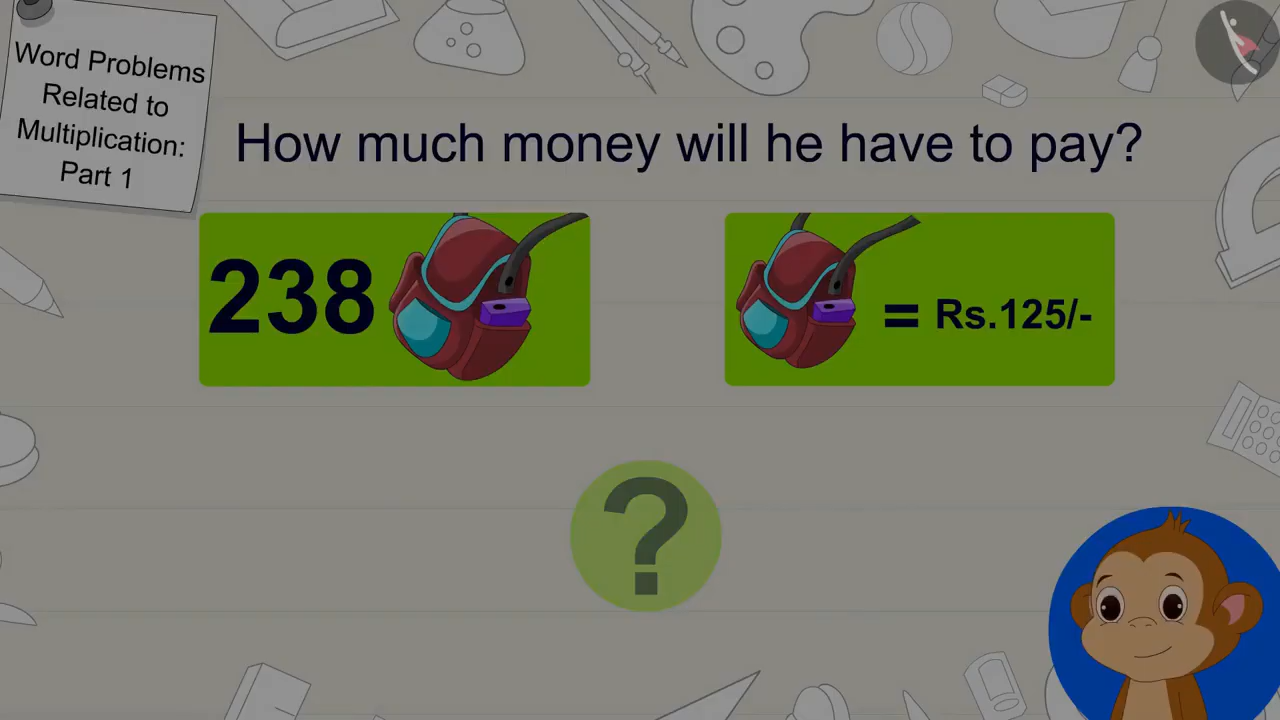 Word Problems
Related to
Multiplication:
Part 1
How much money will he have to pay?
238
= Rs.125/-
?